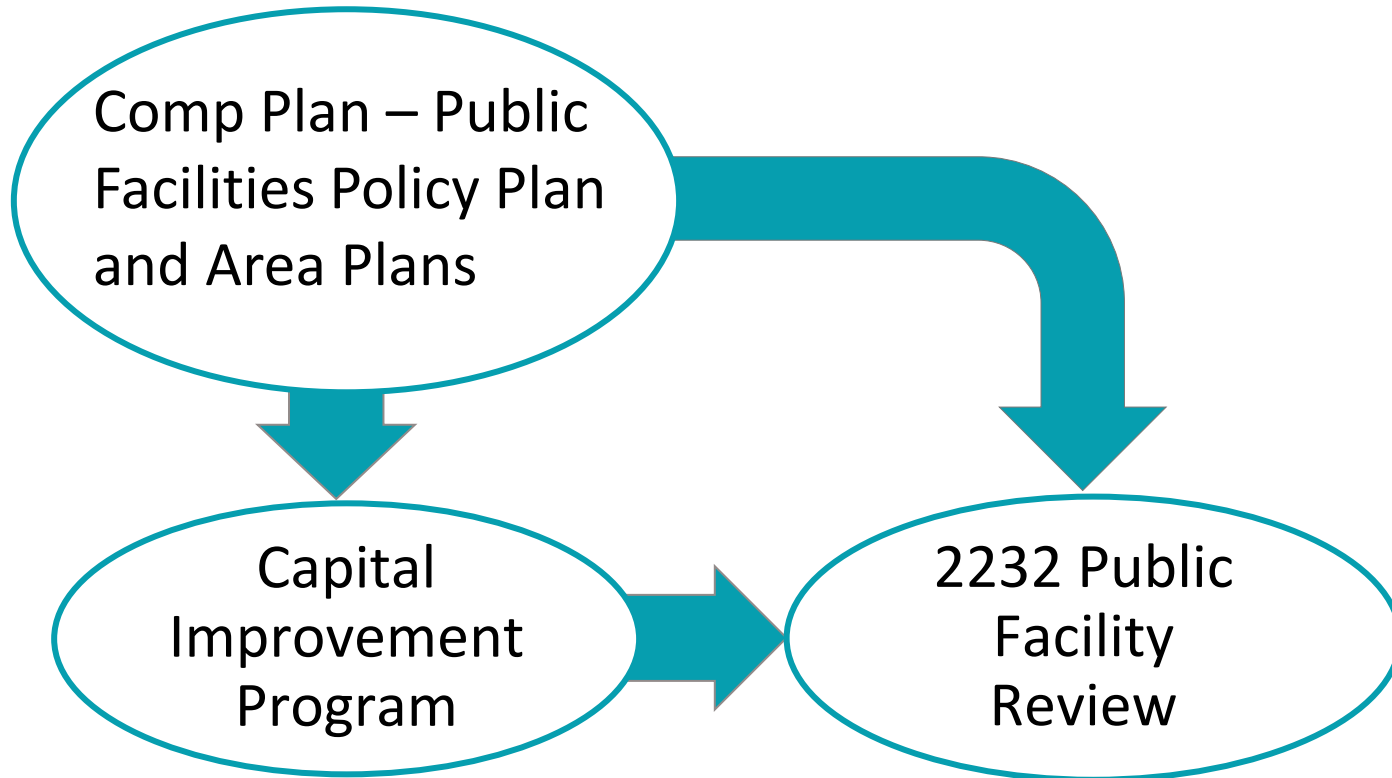 Comp Plan – Public
Facilities Policy Plan
and Area Plans
Capital
Improvement
Program
2232 Public
Facility
Review